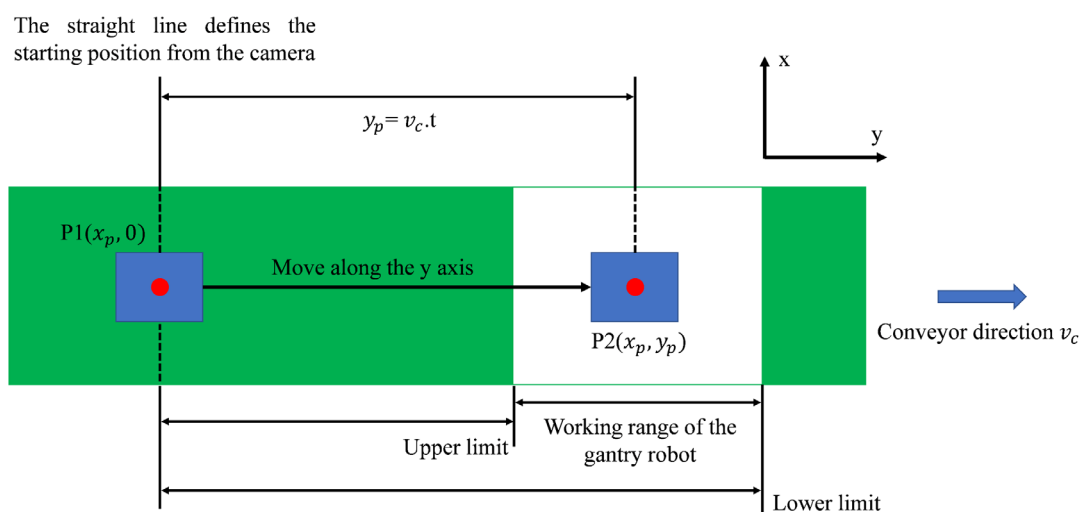 The straight line defines the
starting position from the camera
x
y_p= v_c.t
y
P1(x_p, 0)
Move along the y axis
P2(x_p, y_p)
Conveyor direction v_c
Working range of the
gantry robot
Upper limit
Lower limit